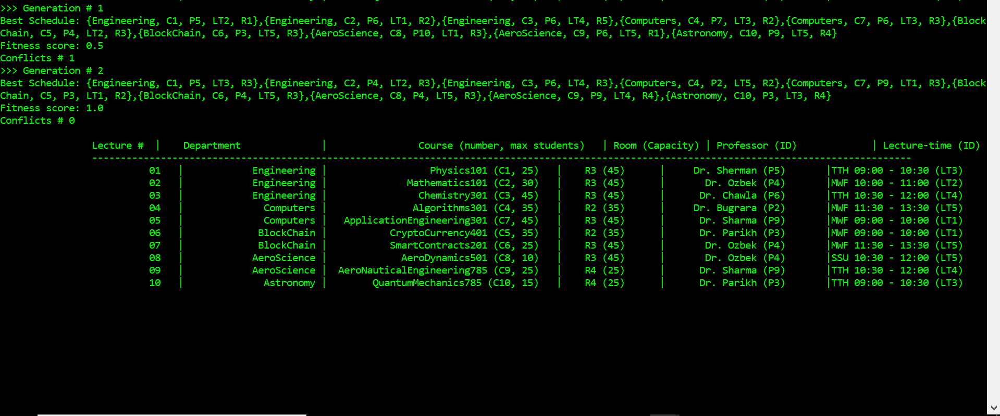 >>> Generation # 1
Best Schedule: {Engineering, C1, P5, LT2, R1},{Engineering, C2, P6, LT1, R2},{Engineering, C3, P6, LT4, R5},{Computers, C4, P7, LT3, R2},{Computers, C7, P6, LT3, R3},{Block
Chain, C5, P4, LT2, R3},{BlockChain, C6, P3, LT5, R3},{AeroScience, C8, P10, LT1, R3},{AeroScience, C9, P6, LT5, R1},{Astronomy, C10, P9, LT5, R4}
Fitness score: 0.5
Conflicts # 1
>>> Generation # 2
Best Schedule: {Engineering, C1, P5, LT3, R3},{Engineering, C2, P4, LT2, R3},{Engineering, C3, P6, LT4, R3},{Computers, C4, P2, LT5, R2},{Computers, C7, P9, LT1, R3},{Block
Chain, C5, P3, LT1, R2},{BlockChain, C6, P4, LT5, R3},{AeroScience, C8, P4, LT5, R3},{AeroScience, C9, P9, LT4, R4},{Astronomy, C10, P3, LT3, R4}
Fitness score: 1.0
Conflicts # 0
Lecture # | Department | Course (number, max students) | Room (Capacity) | Professor (ID) | Lecture-time (ID)
-----------------------------------------------------------------------------------------------------------------------------------------------
01 | Engineering | Physics101 (C1, 25) | R3 (45) | Dr. Sherman (P5) |TTH 09:00 - 10:30 (LT3)
02 | Engineering | Mathematics101 (C2, 30) | R3 (45) | Dr. Ozbek (P4) |MWF 10:00 - 11:00 (LT2)
03 | Engineering | Chemistry301 (C3, 45) | R3 (45) | Dr. Chawla (P6) |TTH 10:30 - 12:00 (LT4)
04 | Computers | Algorithms301 (C4, 35) | R2 (35) | Dr. Bugrara (P2) |MWF 11:30 - 13:30 (LT5)
05 | Computers | ApplicationEngineering301 (C7, 45) | R3 (45) | Dr. Sharma (P9) |MWF 09:00 - 10:00 (LT1)
06 | BlockChain | CryptoCurrency401 (C5, 35) | R2 (35) | Dr. Parikh (P3) |MWF 09:00 - 10:00 (LT1)
07 | BlockChain | SmartContracts201 (C6, 25) | R3 (45) | Dr. Ozbek (P4) |MWF 11:30 - 13:30 (LT5)
08 | AeroScience | AeroDynamics501 (C8, 10) | R3 (45) | Dr. Ozbek (P4) |SSU 10:30 - 12:00 (LT5)
09 | AeroScience | AeroNauticalEngineering785 (C9, 25) | R4 (25) | Dr. Sharma (P9) |TTH 10:30 - 12:00 (LT4)
10 | Astronomy | QuantumMechanics785 (C10, 15) | R4 (25) | Dr. Parikh (P3) |TTH 09:00 - 10:30 (LT3)